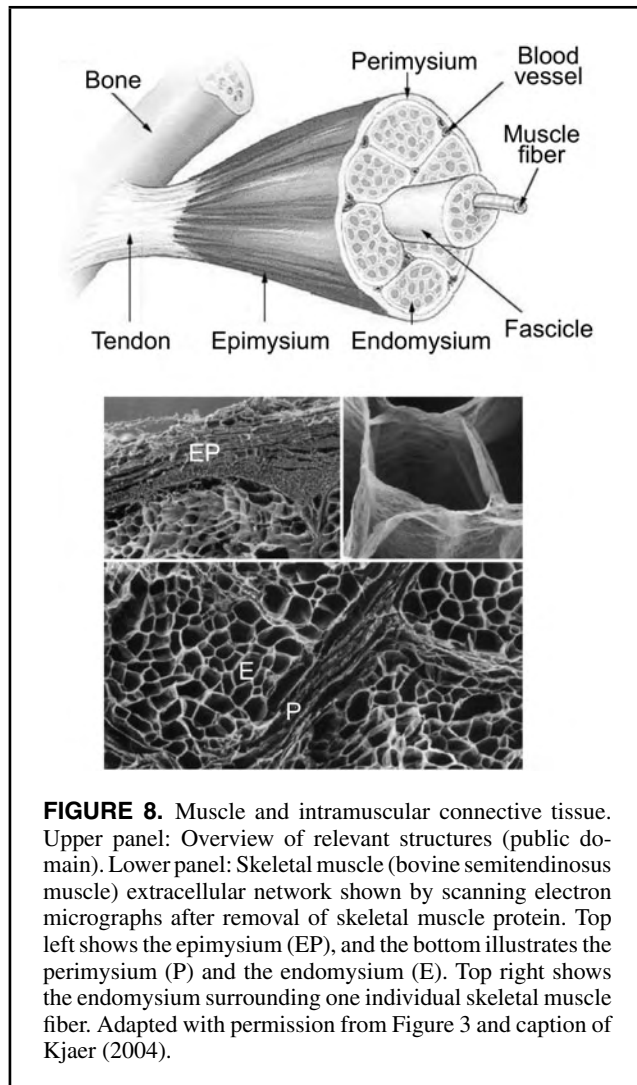 Bone
Perimysium
Blood
vessel
Muscle
fiber
Tendon
Epimysium
Endomysium
Fascicle
EP
E
P
FIGURE 8. Muscle and intramuscular connective tissue.
Upper panel: Overview of relevant structures (public do-
main). Lower panel: Skeletal muscle (bovine semitendinosus
muscle) extracellular network shown by scanning electron
micrographs after removal of skeletal muscle protein. Top
left shows the epimysium (EP), and the bottom illustrates the
perimysium (P) and the endomysium (E). Top right shows
the endomysium surrounding one individual skeletal muscle
fiber. Adapted with permission from Figure 3 and caption of
Kjaer (2004).